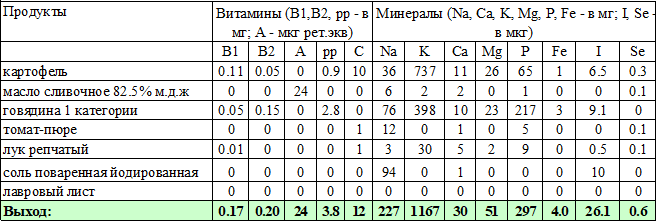 Продукты Витамины (B1,B2, pp - в мг; А - мкг рет.экв) Минералы (Na, Ca, K, Mg, P, Fe - в мг; I, Se - в мкг)
B1 B2 A pp C Na K Ca Mg P Fe I Se
картофель 0.11 0.05 0 0.9 10 36 737 11 26 65 1 6.5 0.3
масло сливочное 82.5% м.д.ж 0 0 24 0 0 6 2 2 0 1 0 0 0.1
говядина 1 категории 0.05 0.15 0 2.8 0 76 398 10 23 217 3 9.1 0
томат-пюре 0 0 0 0 1 12 0 1 0 5 0 0 0.1
лук репчатый 0.01 0 0 0 1 3 30 5 2 9 0 0.5 0.1
соль поваренная йодированная 0 0 0 0 0 94 0 1 0 0 0 10 0
лавровый лист 0 0 0 0 0 0 0 0 0 0 0 0 0
Выход: 0.17 0.20 24 3.8 12 227 1167 30 51 297 4.0 26.1 0.6